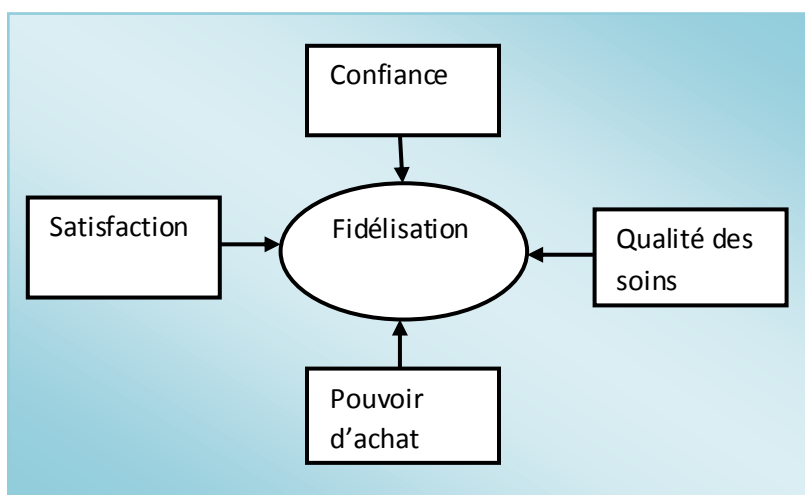 Confiance
Satisfaction
Fidélisation
Qualité des
soins
Pouvoir
d’achat